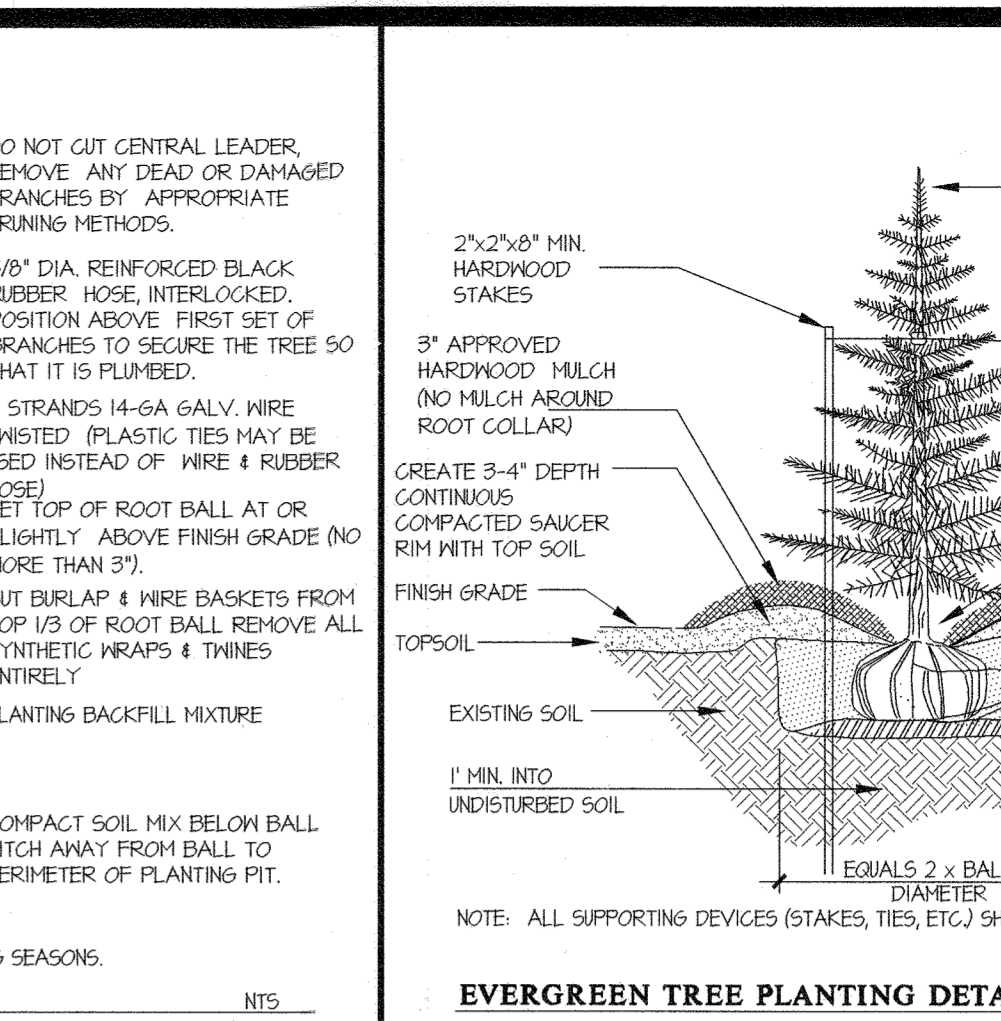 O NOT CUT CENTRAL LEADER,
EMOVE ANY DEAD OR DAMAGED
RANCHES BY APPROPRIATE
RUNING METHODS.
/8" DIA. REINFORCED BLACK
UBBER HOSE, INTERLOCKED.
POSITION ABOVE FIRST SET OF
BRANCHES TO SECURE THE TREE SO
HAT IT IS PLUMBED.
STRANDS 14-GA GALV. WIRE
WISTED (PLASTIC TIES MAY BE
SED INSTEAD OF WIRE & RUBBER
OSE)
ET TOP OF ROOT BALL AT OR
LIGHTLY ABOVE FINISH GRADE (NO
MORE THAN 3").
UT BURLAP & WIRE BASKETS FROM
OP 1/3 OF ROOT BALL REMOVE ALL
YNTHETIC WRAPS & TWINES
NTIRELY
LANTING BACKFILL MIXTURE
OMPACT SOIL MIX BELOW BALL
ITCH AWAY FROM BALL TO
ERIMETER OF PLANTING PIT.
G SEASONS.
NTS
2"x2"x8" MIN.
HARDWOOD
STAKES
3" APPROVED
HARDWOOD MULCH
(NO MULCH AROUND
ROOT COLLAR)
CREATE 3-4" DEPTH
CONTINUOUS
COMPACTED SAUCER
RIM WITH TOP SOIL
FINISH GRADE
TOPSOIL
EXISTING SOIL
1' MIN. INTO
UNDISTURBED SOIL
EQUALS 2 x BAL
DIAMETER
NOTE: ALL SUPPORTING DEVICES (STAKES, TIES, ETC.) SH
EVERGREEN TREE PLANTING DETA